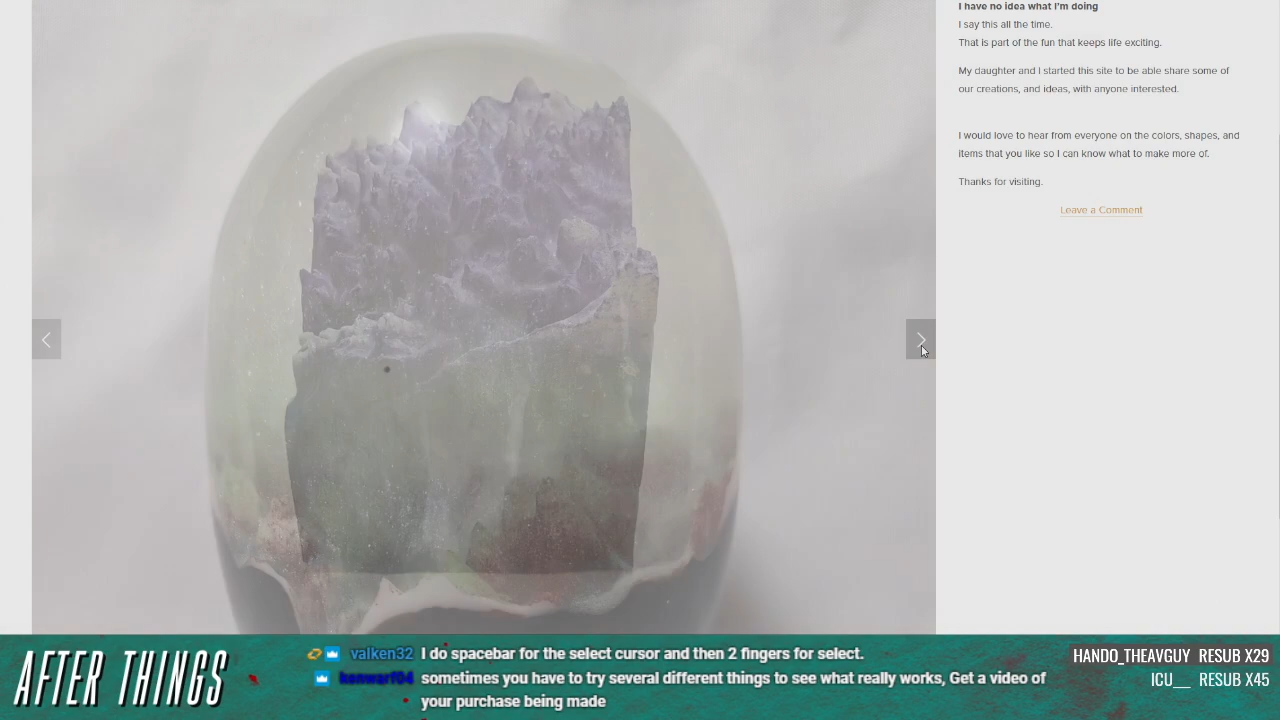 I have no idea what I'm doing
I say this all the time.
That is part of the fun that keeps life exciting.
My daughter and I started this site to be able share some of
our creations, and ideas, with anyone interested.
I would love to hear from everyone on the colors, shapes, and
items that you like so I can know what to make more of.
Thanks for visiting.
Leave a Comment
AFTER THINGS
valken32 I do spacebar for the select cursor and then 2 fingers for select.
kenwarf04 sometimes you have to try several different things to see what really works, Get a video of
your purchase being made
HANDO_THEAVGUY RESUB X29
ICU__ RESUB X45